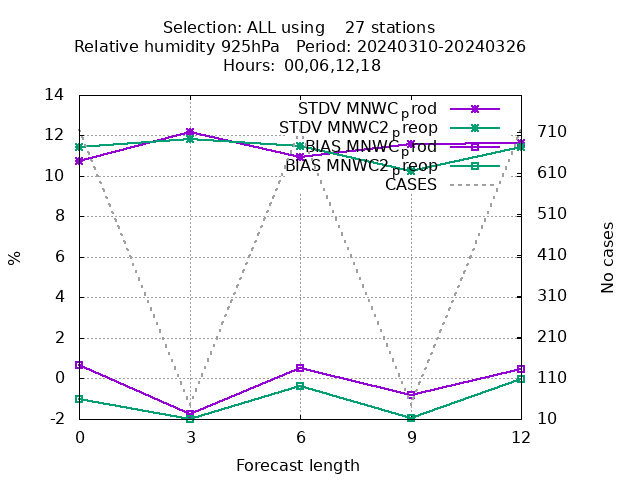 Selection: ALL using    27 stations
Relative humidity 925hPa   Period: 20240310-20240326
Hours: 00,06,12,18
STDV MNWC_prod
STDV MNWC2_preop
BIAS MNWC_prod
BIAS MNWC2_preop
CASES
14
12
10
8
6
4
2
0
-2
%
710
610
510
410
310
210
110
10
No cases
0 3 6 9 12
Forecast length